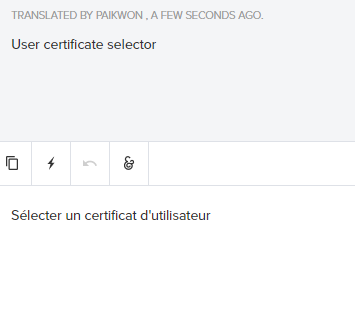 TRANSLATED BY PAIKWON , A FEW SECONDS AGO.
User certificate selector
Sélecter un certificat d'utilisateur